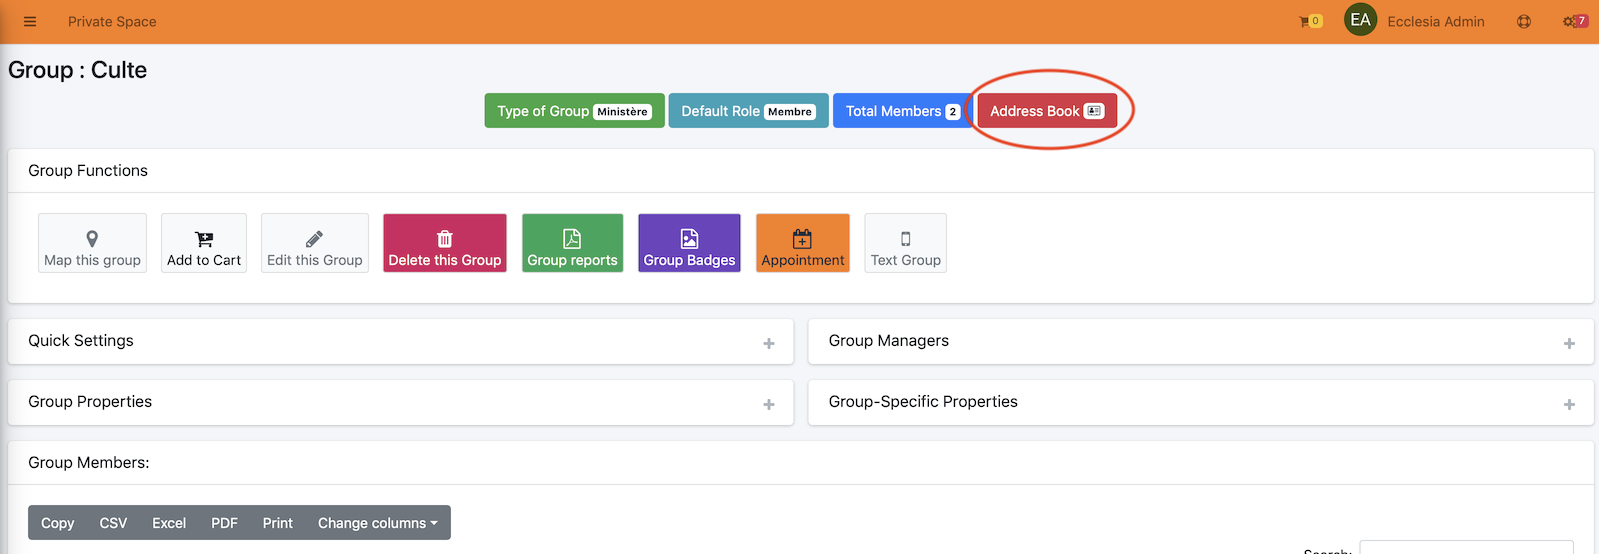 Private Space 0 EA Ecclesia Admin 7
Group : Culte
Type of Group Ministère Default Role Membre Total Members 2 Address Book
Group Functions
Map this group Add to Cart Edit this Group Delete this Group Group reports Group Badges Appointment Text Group
Quick Settings Group Managers
Group Properties Group-Specific Properties
Group Members:
Copy CSV Excel PDF Print Change columns
Search: